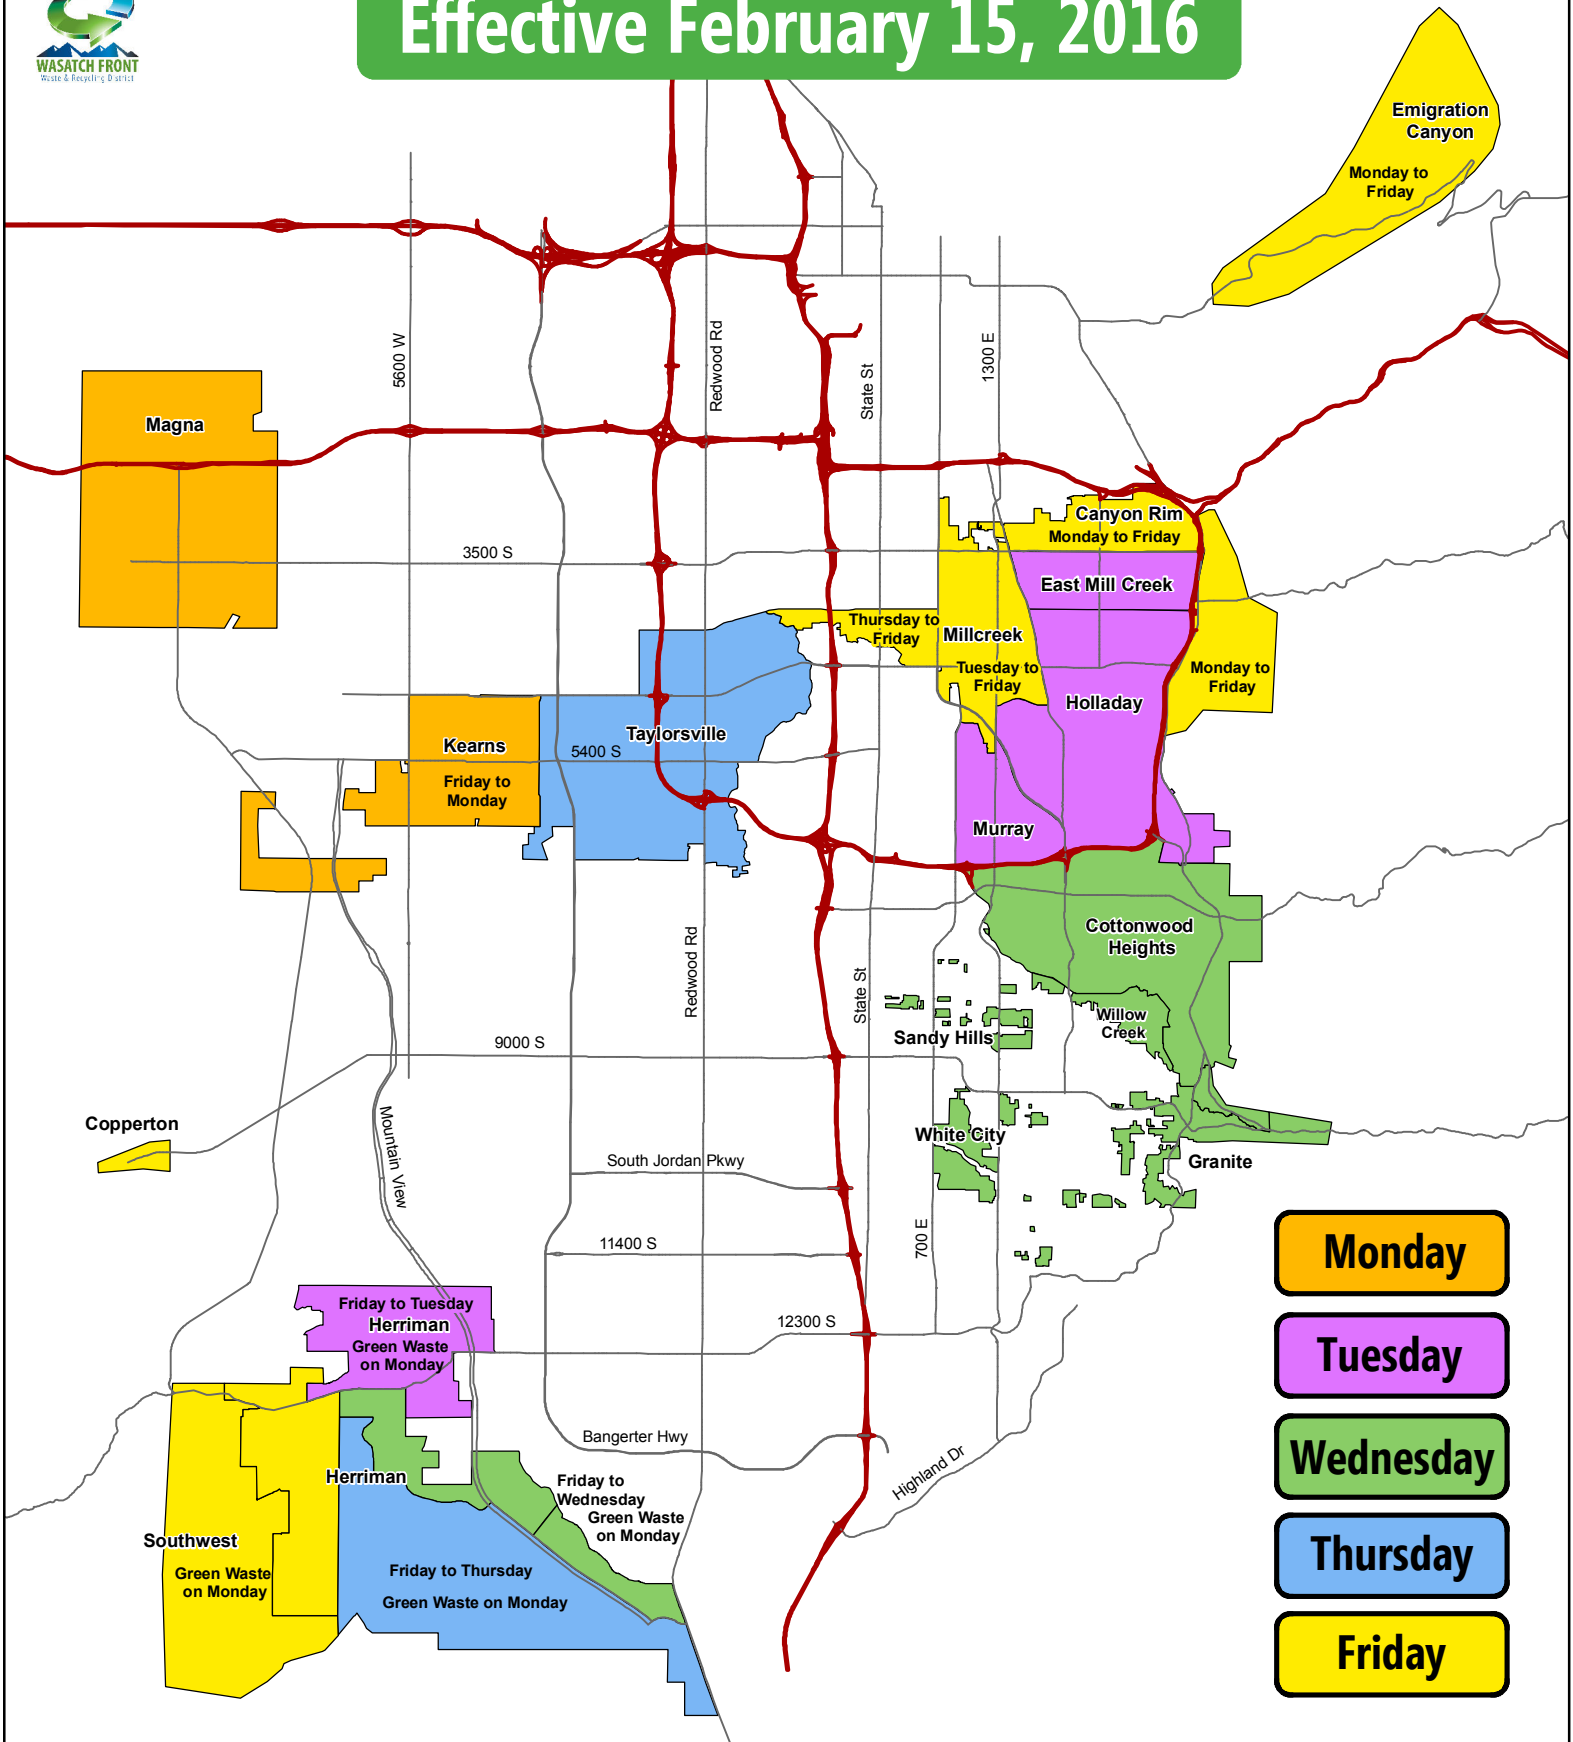 Effective February 15, 2016
WASATCH FRONT
Waste & Recycling District
Emigration
Canyon
Monday to
Friday
5600 W
Redwood Rd
State St
1300 E
Magna
Canyon Rim
Monday to Friday
3500 S
East Mill Creek
Thursday to
Friday
Millcreek
Tuesday to
Friday
Monday to
Friday
Holladay
Taylorsville
Kearns
5400 S
Friday to
Monday
Murray
Cottonwood
Heights
Redwood Rd
State St
Willow
Creek
Sandy Hills
9000 S
Copperton
Mountain View
White City
South Jordan Pkwy
Granite
700 E
11400 S
Monday
Friday to Tuesday
Herriman
Green Waste
on Monday
12300 S
Tuesday
Bangerter Hwy
Highland Dr
Wednesday
Herriman
Friday to
Wednesday
Green Waste
on Monday
Southwest
Green Waste
on Monday
Friday to Thursday
Green Waste on Monday
Thursday
Friday